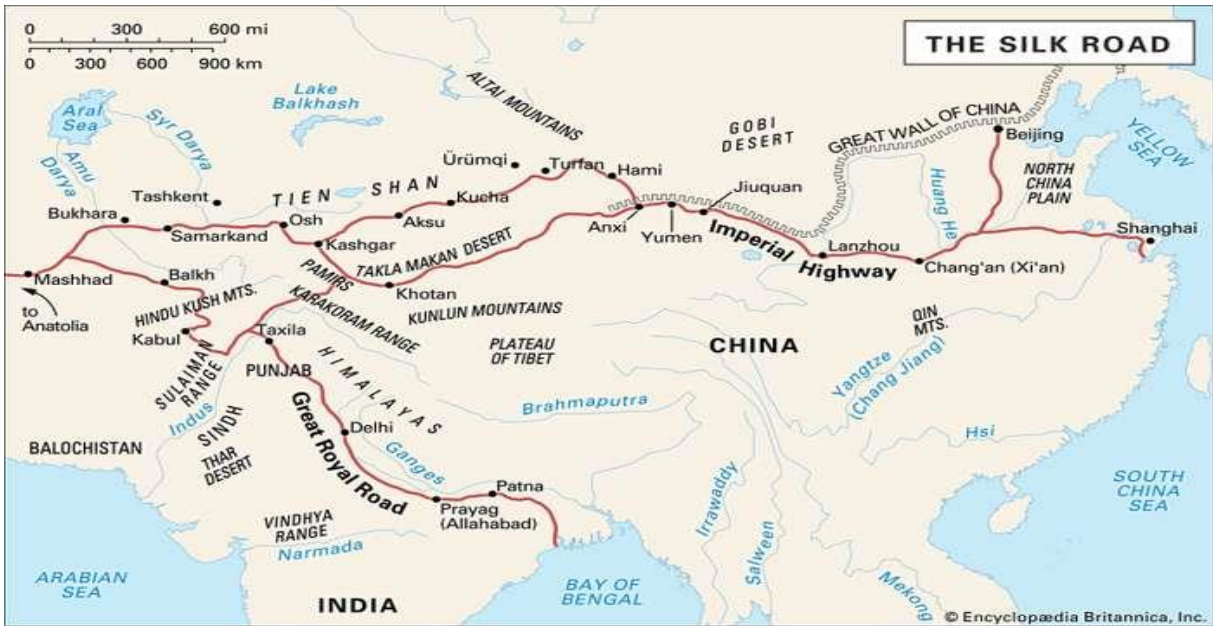 0 300 600 mi
0 300 600 900 km
THE SILK ROAD
Aral
Sea
Syr Darya
Amu
Darya
Lake
Balkhash
ALTAI MOUNTAINS
GOBI
DESERT
GREAT WALL OF CHINA
Beijing
YELLOW
SEA
NORTH
CHINA
PLAIN
Huang He
Ürümqi
Turfan
Hami
Jiuquan
Tashkent
TIEN SHAN
Kucha
Bukhara
Samarkand
Osh
Aksu
Anxi
Yumen
Imperial Highway
Lanzhou
Chang'an (Xi'an)
Shanghai
Kashgar
TAKLA MAKAN DESERT
Mashhad
to
Anatolia
Balkh
PAMIRS
Khotan
HINDU KUSH MTS.
KARAKORAM RANGE
KUNLUN MOUNTAINS
Kabul
Taxila
PLATEAU
OF TIBET
CHINA
QIN
MTS.
Yangtze
(Chang Jiang)
SULAIMAN
RANGE
PUNJAB
HIMALAYAS
Indus
SINDH
Great Royal Road
Brahmaputra
BALOCHISTAN
THAR
DESERT
Delhi
Ganges
Hsi
Patna
Prayag
(Allahabad)
Irrawaddy
SOUTH
CHINA
SEA
VINDHYA
RANGE
Narmada
Salween
Mekong
ARABIAN
SEA
INDIA
BAY OF
BENGAL
© Encyclopædia Britannica, Inc.